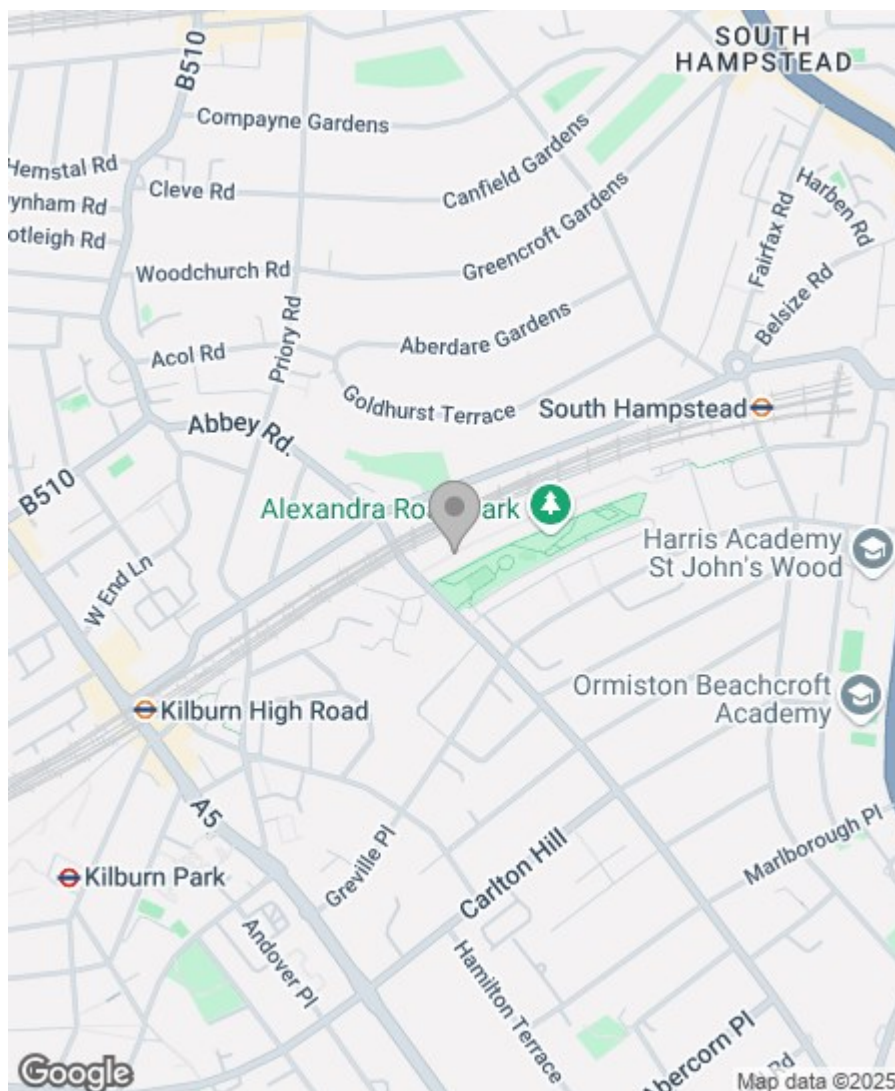 SOUTH
HAMPSTEAD
B510
Compayne Gardens
Hemstal Rd
Canfield Gardens
Cleve Rd
ynham Rd
Harben Rd
otleigh Rd
Greencroft Gardens
Fairfax Rd
Woodchurch Rd
Belsize Rd
Priory Rd
Aberdare Gardens
Acol Rd
Goldhurst Terrace
South Hampstead
Abbey Rd.
B510
Alexandra Ro
ark
Harris Academy
St John's Wood
W End Ln
Ormiston Beachcroft
Academy
Kilburn High Road
A5
Greville Pl
Marlborough Pl
Carlton Hill
Kilburn Park
Andover Pl
Hamilton Terrace
bercorn Pl
Rd
Google
Map data ©2025